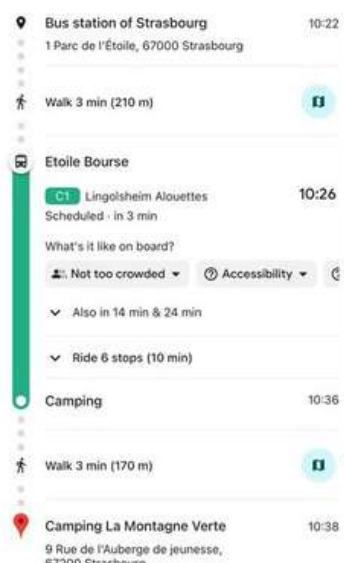 Bus station of Strasbourg 10:22
1 Parc de l'Étoile, 67000 Strasbourg
Walk 3 min (210 m)
Etoile Bourse
C1 Lingolsheim Alouettes 10:26
Scheduled · in 3 min
What's it like on board?
Not too crowded Accessibility
Also in 14 min & 24 min
Ride 6 stops (10 min)
Camping 10:36
Walk 3 min (170 m)
Camping La Montagne Verte 10:38
9 Rue de l'Auberge de jeunesse,
67200 Strasbourg